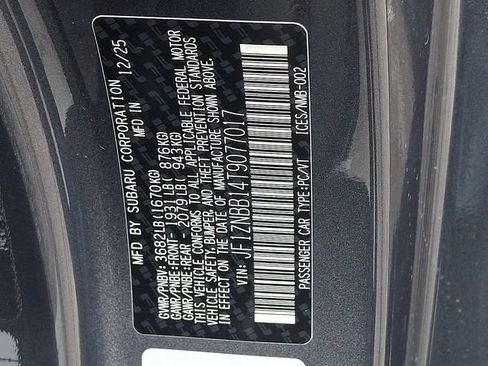 MFD BY SUBARU CORPORATION
MFD IN 12/25
GVWR/PNBV: 3682LB(1670KG)
GAWR/PNBE:FRONT- 1931LB( 876KG)
GAWR/PNBE:REAR - 2079LB( 943KG)
THIS VEHICLE CONFORMS TO ALL APPLICABLE FEDERAL MOTOR
VEHICLE SAFETY, BUMPER, AND THEFT PREVENTION STANDARDS
IN EFFECT ON THE DATE OF MANUFACTURE SHOWN ABOVE.
VIN: JF1ZNBB14T9077017
PASSENGER CAR TYPE:PC/VT ICES/NMB-002